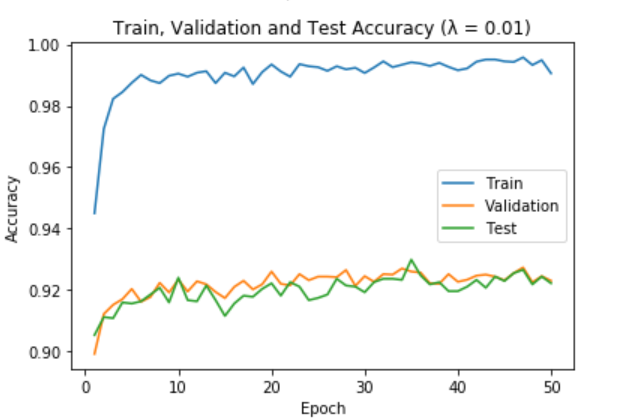 Train, Validation and Test Accuracy (λ = 0.01)
1.00
0.98
0.96
0.94
0.92
0.90
Accuracy
Train
Validation
Test
0 10 20 30 40 50
Epoch